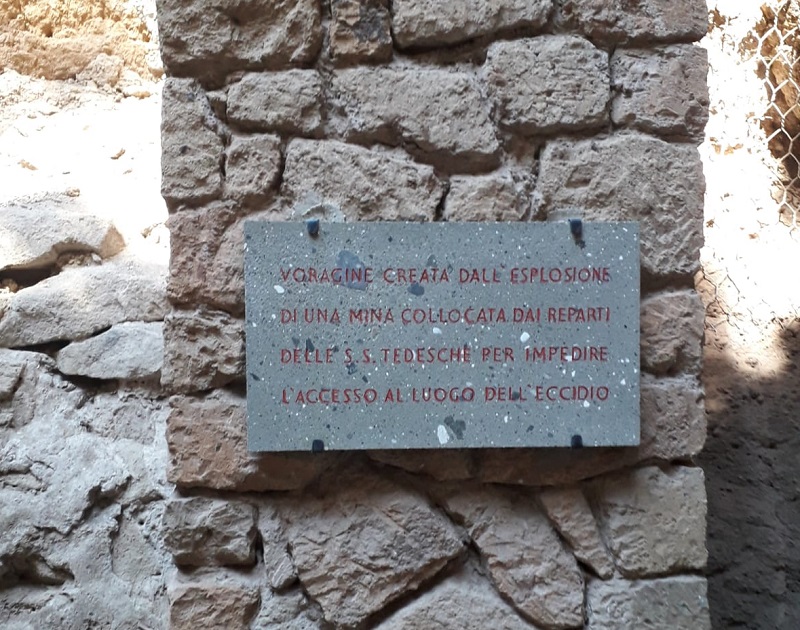 VORAGINE CREATA DALL ESPLOSIONE
DI UNA MINA COLLOCATA DAI REPARTI
DELLE S.S. TEDESCHE PER IMPEDIRE
L'ACCESSO AL LUOGO DELL'ECCIDIO